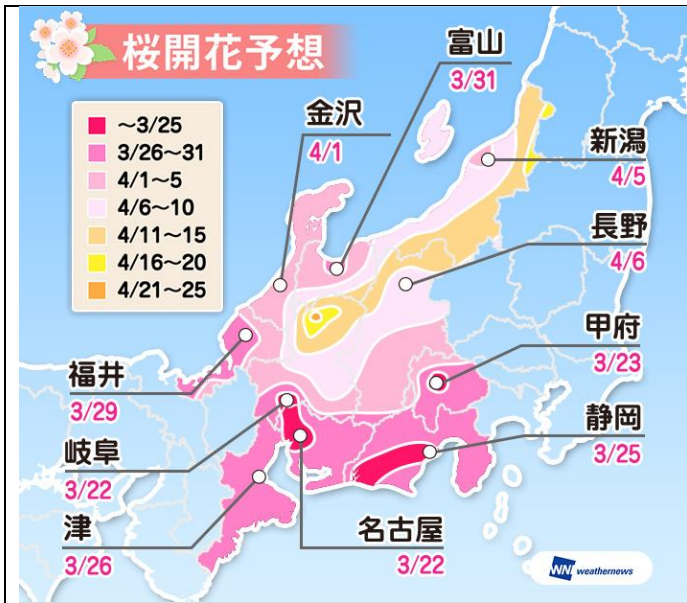 桜開花予想
～3/25
3/26～31
4/1～5
4/6～10
4/11～15
4/16～20
4/21～25
富山
3/31
金沢
4/1
新潟
4/5
長野
4/6
甲府
3/23
静岡
3/25
福井
3/29
岐阜
3/22
津
3/26
名古屋
3/22
WNI weathernews